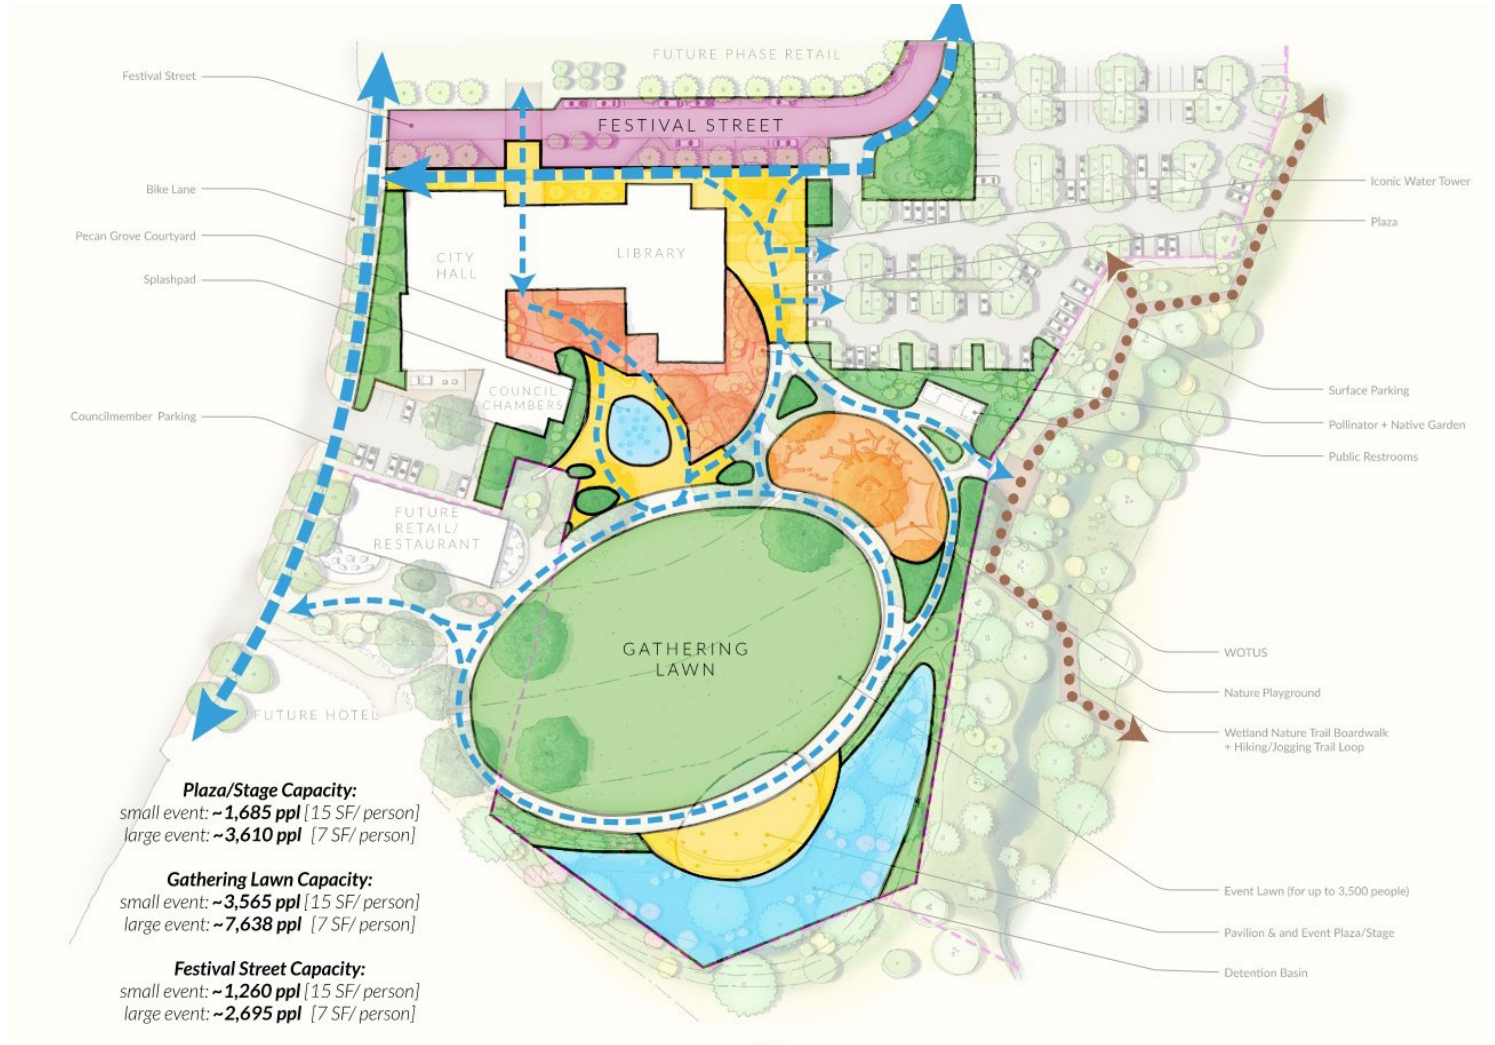 FUTURE PHASE RETAIL
Festival Street
FESTIVAL STREET
Bike Lane
Pecan Grove Courtyard
Splashpad
Councilmember Parking
CITY
HALL
LIBRARY
COUNCIL
CHAMBERS
FUTURE
RETAIL/
RESTAURANT
GATHERING
LAWN
FUTURE HOTEL
Iconic Water Tower
Plaza
Surface Parking
Pollinator + Native Garden
Public Restrooms
WOTUS
Nature Playground
Wetland Nature Trail Boardwalk
+ Hiking/Jogging Trail Loop
Event Lawn (for up to 3,500 people)
Pavilion & and Event Plaza/Stage
Detention Basin
Plaza/Stage Capacity:
small event: ~1,685 ppl [15 SF/ person]
large event: ~3,610 ppl [7 SF/ person]
Gathering Lawn Capacity:
small event: ~3,565 ppl [15 SF/ person]
large event: ~7,638 ppl [7 SF/ person]
Festival Street Capacity:
small event: ~1,260 ppl [15 SF/ person]
large event: ~2,695 ppl [7 SF/ person]